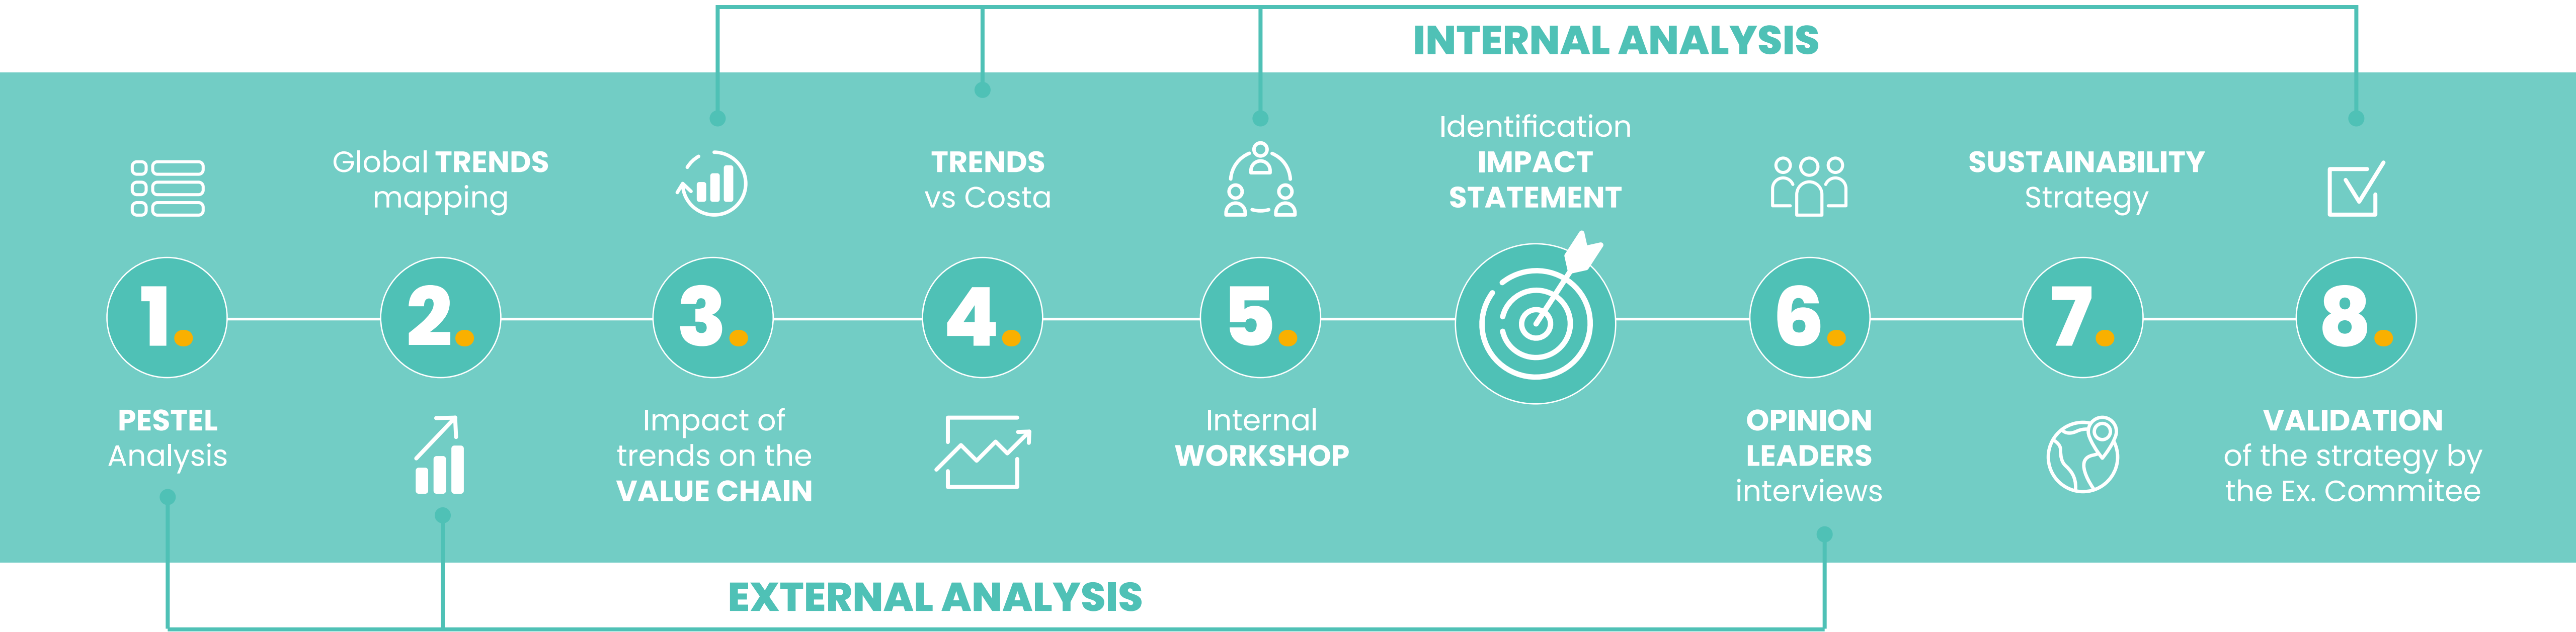 INTERNAL ANALYSIS
1.
PESTEL
Analysis
Global TRENDS
mapping
2.
3.
Impact of
trends on the
VALUE CHAIN
TRENDS
vs Costa
4.
5.
Internal
WORKSHOP
Identification
IMPACT
STATEMENT
6.
OPINION
LEADERS
interviews
SUSTAINABILITY
Strategy
7.
8.
VALIDATION
of the strategy by
the Ex. Commitee
EXTERNAL ANALYSIS